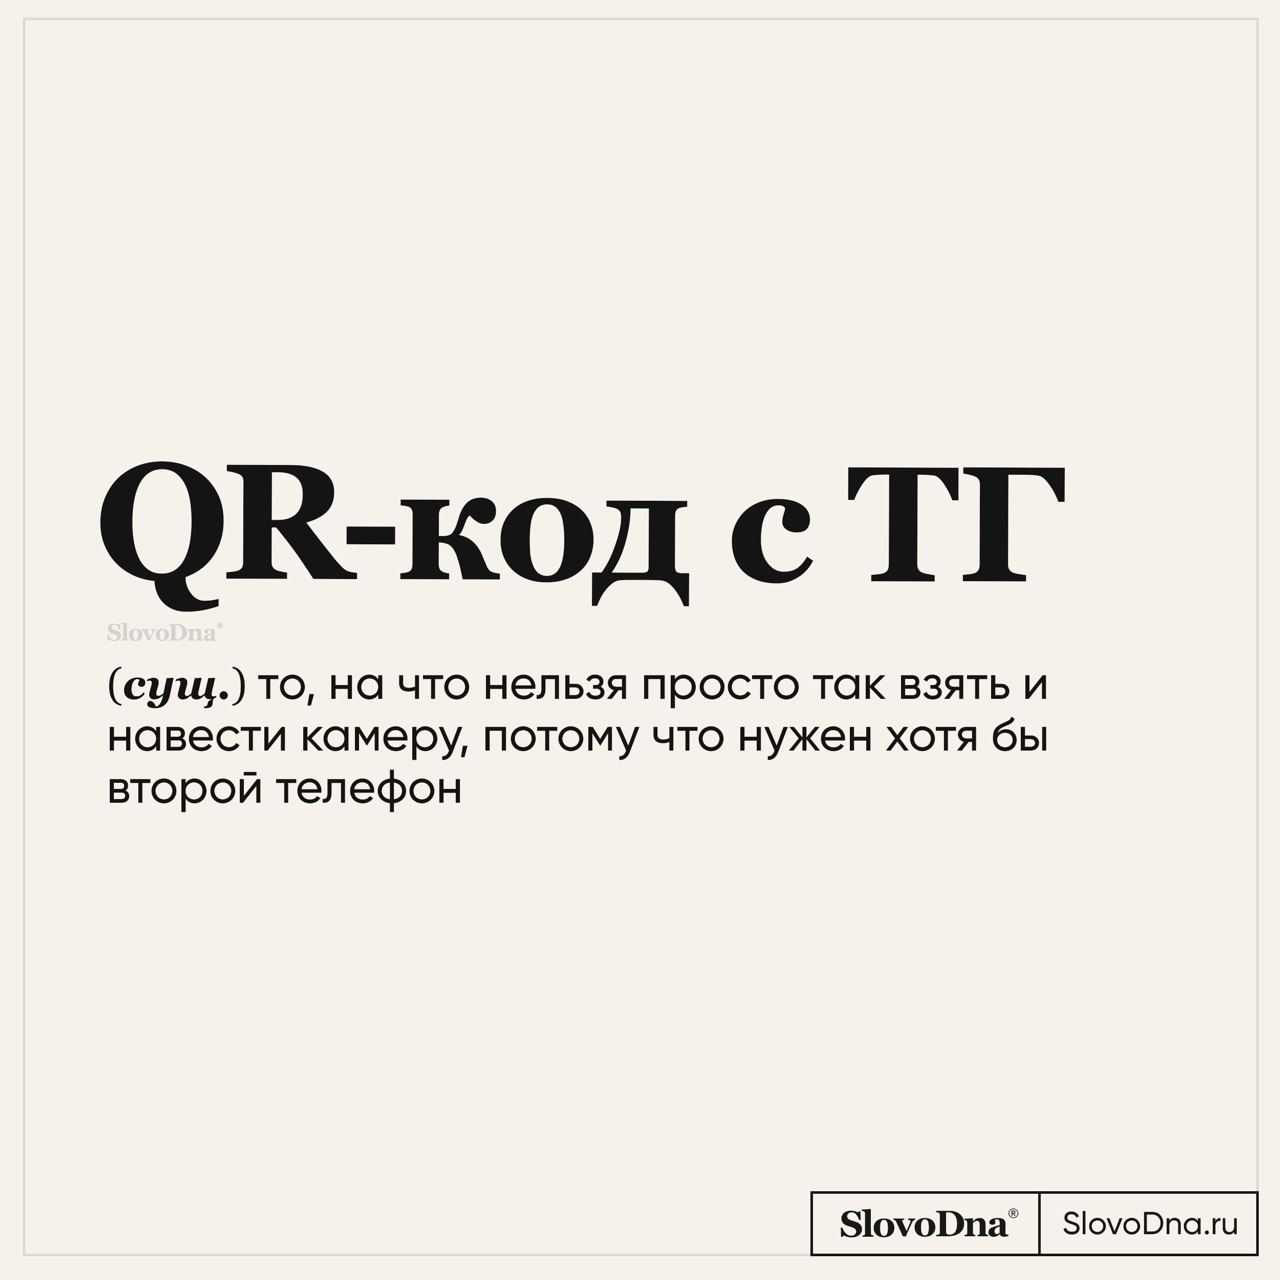 QR-код с ТГ
SlovoDna®
(сущ.) то, на что нельзя просто так взять и
навести камеру, потому что нужен хотя бы
второй телефон
SlovoDna® SlovoDna.ru